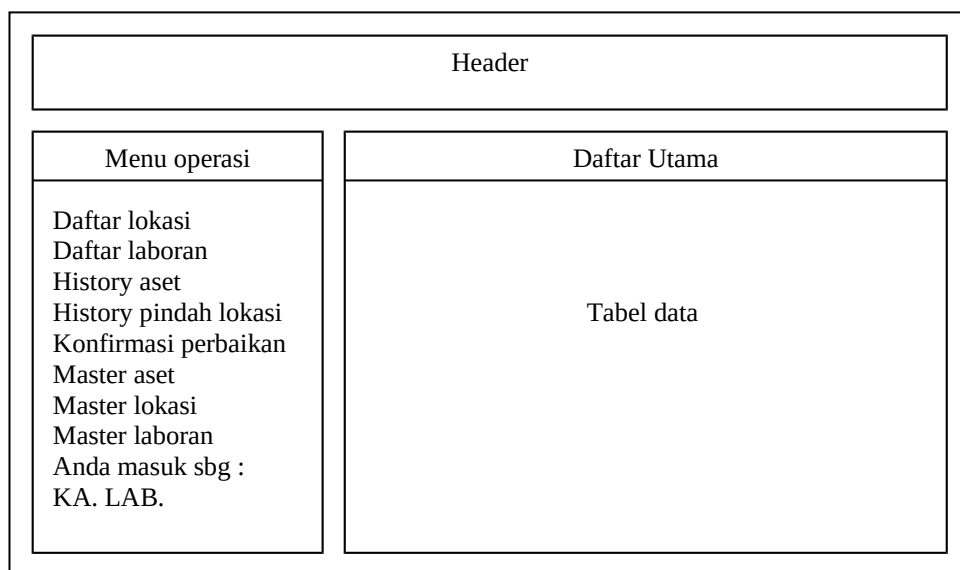 Header
Menu operasi
Daftar lokasi
Daftar laboran
History aset
History pindah lokasi
Konfirmasi perbaikan
Master aset
Master lokasi
Master laboran
Anda masuk sbg :
KA. LAB.
Daftar Utama
Tabel data